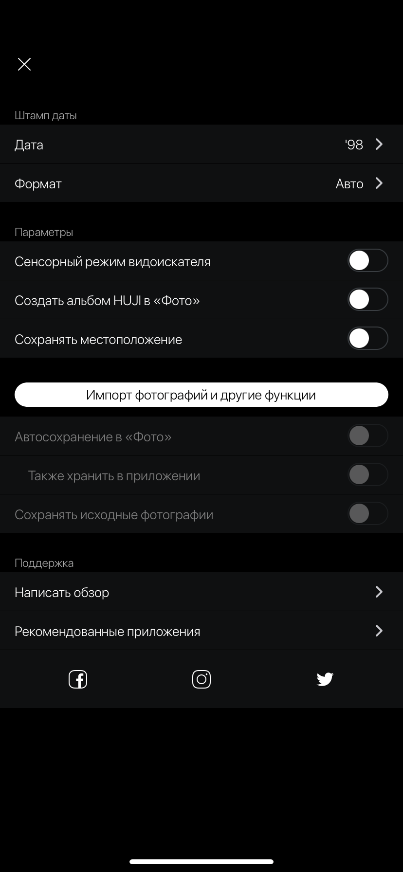 Штамп даты
Дата '98
Формат Авто
Параметры
Сенсорный режим видоискателя
Создать альбом HUJI в «Фото»
Сохранять местоположение
Импорт фотографий и другие функции
Автосохранение в «Фото»
Также хранить в приложении
Сохранять исходные фотографии
Поддержка
Написать обзор
Рекомендованные приложения